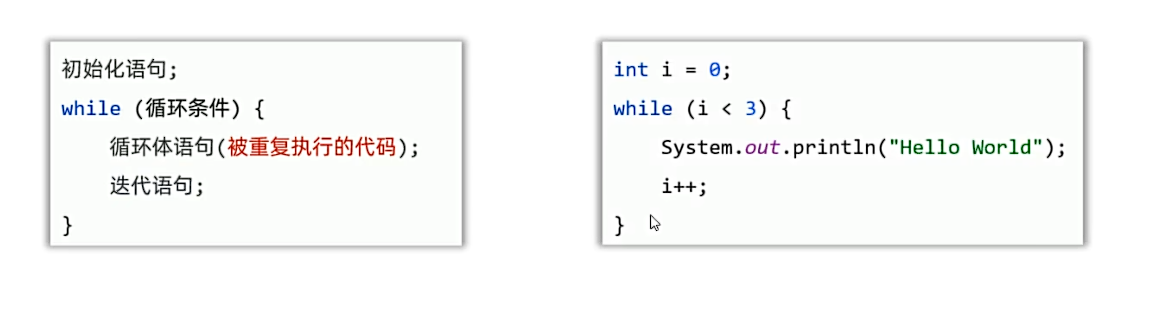 初始化语句;
while (循环条件) {
循环体语句(被重复执行的代码);
迭代语句;
}
int i = 0;
while (i < 3) {
System.out.println("Hello World");
i++;
}